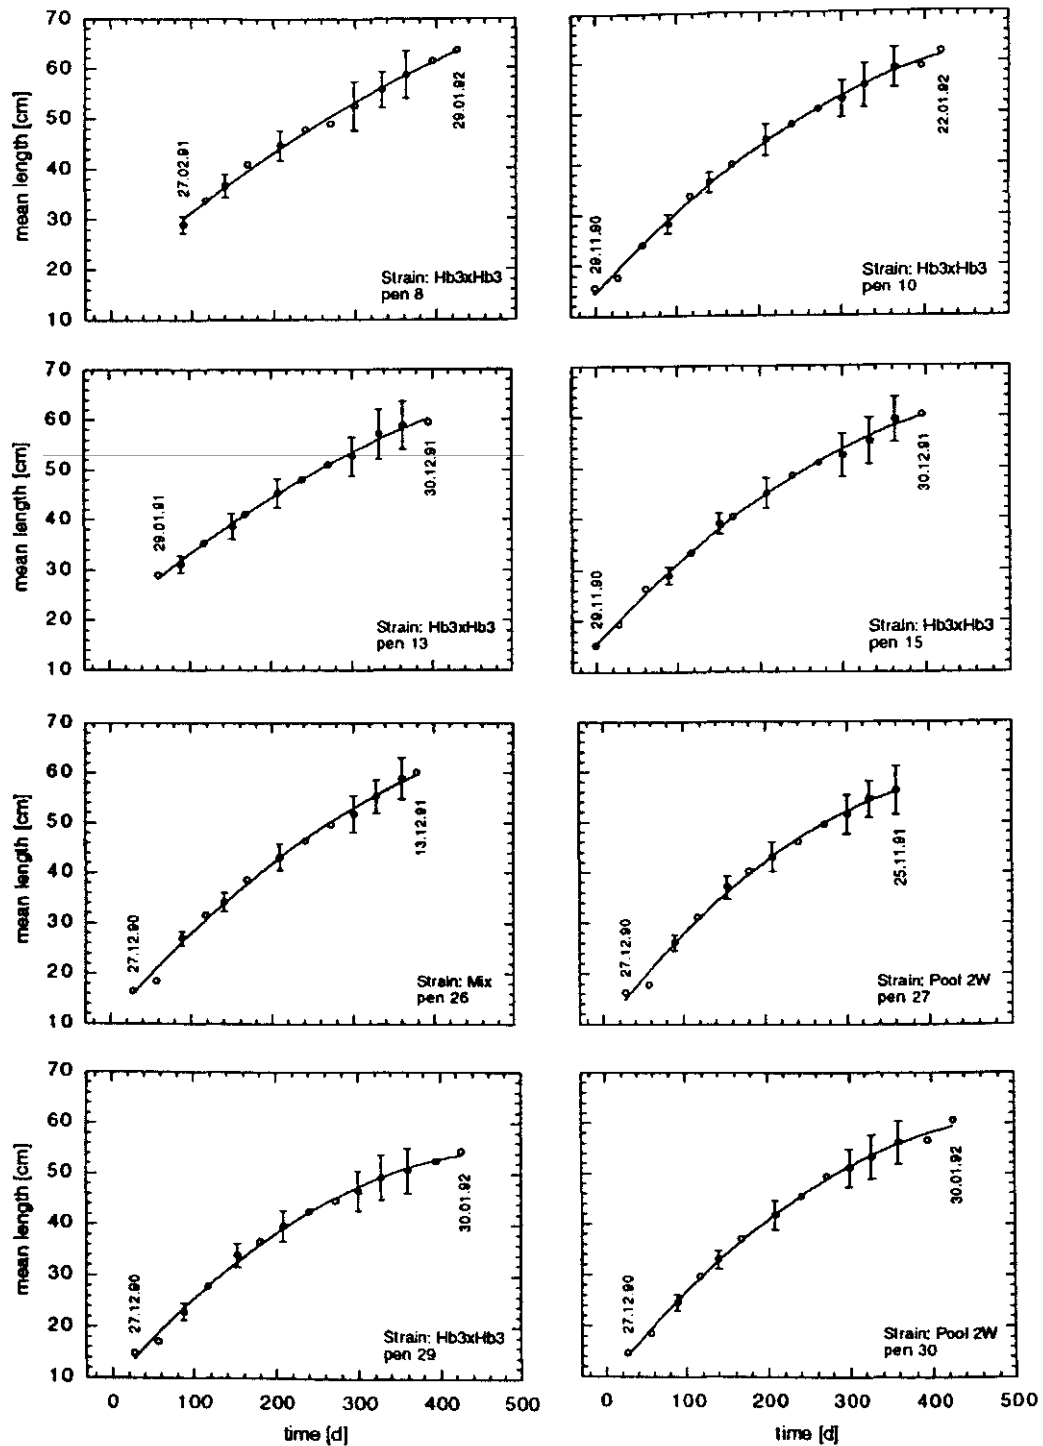 70
60
50
40
30
20
10
mean length [cm]
27.02.91
29.01.92
Strain: Hb3xHb3
pen 8
29.11.90
22.01.92
Strain: Hb3xHb3
pen 10
70
60
50
40
30
20
10
mean length [cm]
29.01.91
30.12.91
Strain: Hb3xHb3
pen 13
29.11.90
30.12.91
Strain: Hb3xHb3
pen 15
70
60
50
40
30
20
10
mean length [cm]
27.12.90
13.12.91
Strain: Mix
pen 26
27.12.90
25.11.91
Strain: Pool 2W
pen 27
70
60
50
40
30
20
10
mean length [cm]
27.12.90
30.01.92
Strain: Hb3xHb3
pen 29
0 100 200 300 400 500
time [d]
27.12.90
30.01.92
Strain: Pool 2W
pen 30
0 100 200 300 400 500
time [d]